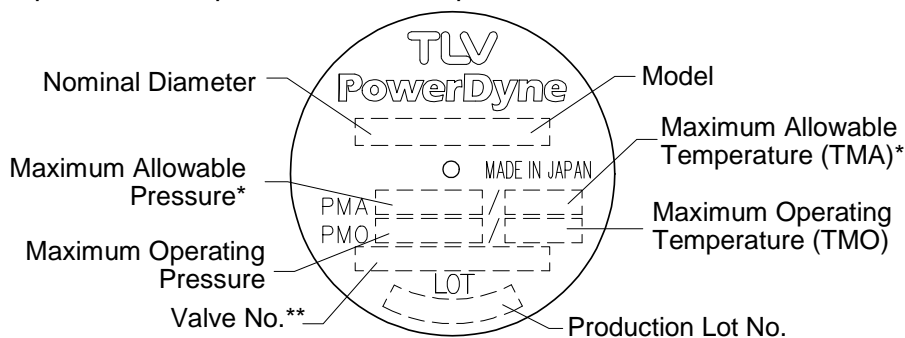 TLV
PowerDyne
Nominal Diameter
Model
Maximum Allowable
Temperature (TMA)*
Maximum Allowable
Pressure*
MADE IN JAPAN
PMA /
PMO /
Maximum Operating
Temperature (TMO)
Maximum Operating
Pressure
LOT
Valve No.**
Production Lot No.